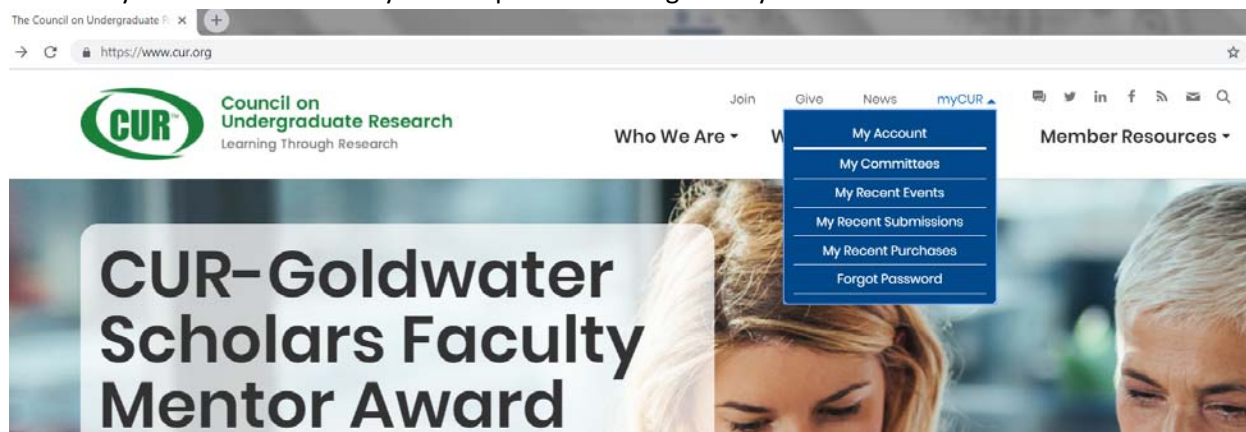 The Council on Undergraduate R
https://www.cur.org
CUR™
Council on
Undergraduate Research
Learning Through Research
Join Give News myCUR
Who We Are W Member Resources
My Account
My Committees
My Recent Events
My Recent Submissions
My Recent Purchases
Forgot Password
CUR-Goldwater
Scholars Faculty
Mentor Award